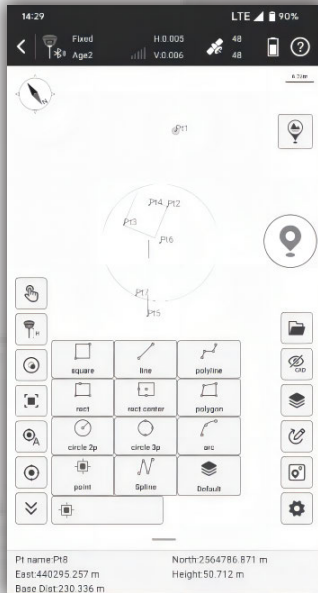 14:29 LTE 90%
Fixed H:0.005 48
Age2 V:0.006 48
N
Pt1
Pt4 Pt2
Pt3
Pt6
Pt5
R
CAD
A
square line polyline
rect rect center polygon
circle 2p circle 3p arc
point Spline Default
Pt name:Pt8 North:2564786.871 m
East:440295.257 m Height:50.712 m
Base Dist:230.336 m